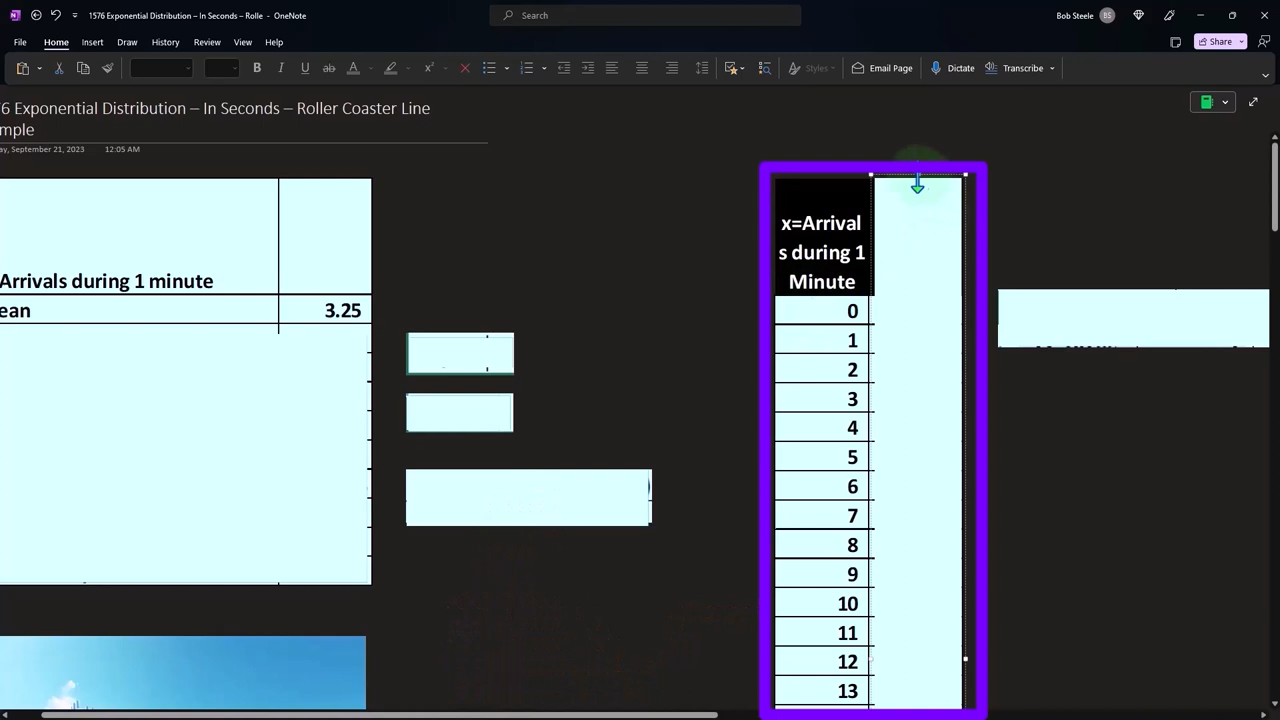 1576 Exponential Distribution – In Seconds – Rolle - OneNote
Search
Bob Steele
BS
File
Home
Insert
Draw
History
Review
View
Help
Share
B
I
U
ab
A
x
Styles
Email Page
Dictate
Transcribe
76 Exponential Distribution – In Seconds – Roller Coaster Line
mple
ay, September 21, 2023
12:05 AM
Arrivals during 1 minute
ean
3.25
x=Arrival
s during 1
Minute
0
1
2
3
4
5
6
7
8
9
10
11
12
13